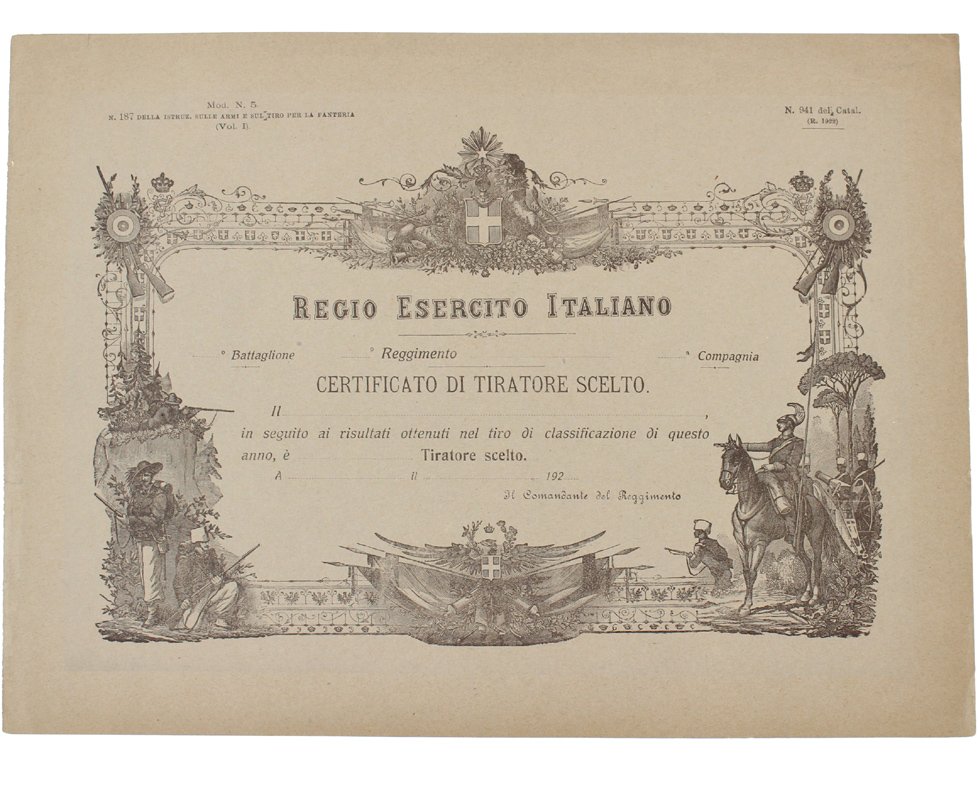 Mod. N. 5.
N. 187 DELLA ISTRUZ. SULLE ARMI E SUL TIRO PER LA FANTERIA
(Vol. I).
N. 941 del Catal.
(R. 1922)
REGIO ESERCITO ITALIANO
° Battaglione ° Reggimento ª Compagnia
CERTIFICATO DI TIRATORE SCELTO.
Il ,
in seguito ai risultati ottenuti nel tiro di classificazione di questo
anno, è Tiratore scelto.
A il 192
Il Comandante del Reggimento